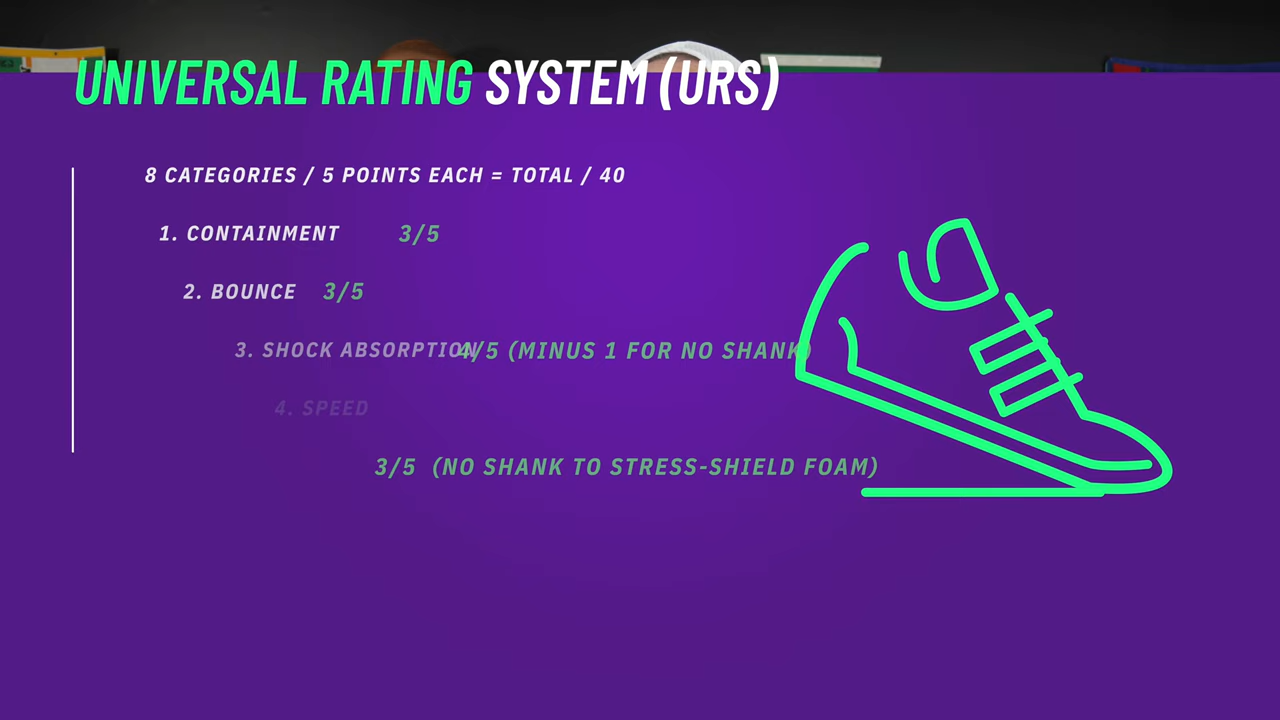 UNIVERSAL RATING SYSTEM (URS)
8 CATEGORIES / 5 POINTS EACH = TOTAL / 40
1. CONTAINMENT 3/5
2. BOUNCE 3/5
3. SHOCK ABSORPTION 4/5 (MINUS 1 FOR NO SHANK)
4. SPEED
3/5 (NO SHANK TO STRESS-SHIELD FOAM)